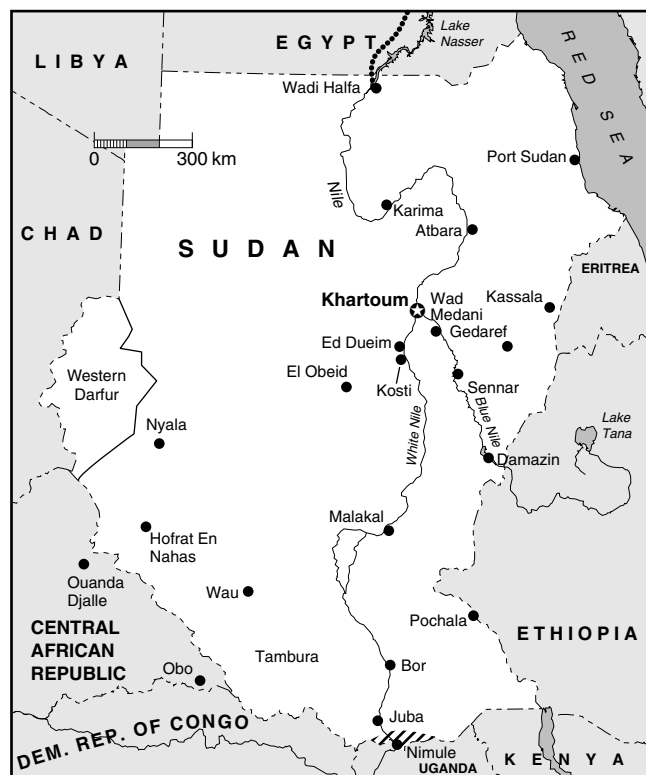 EGYPT
Lake
Nasser
LIBYA
RED SEA
Wadi Halfa
0
300 km
Port Sudan
Nile
Karima
Atbara
CHAD
SUDAN
ERITREA
Khartoum
Wad
Medani
Kassala
Gedaref
Ed Dueim
El Obeid
Kosti
Sennar
Western
Darfur
White Nile
Blue Nile
Lake
Tana
Nyala
Damazin
Malakal
Hofrat En
Nahas
Ouanda
Djalle
Wau
Pochala
CENTRAL
AFRICAN
REPUBLIC
ETHIOPIA
Tambura
Obo
Bor
Juba
DEM. REP. OF CONGO
Nimule
UGANDA
KENYA